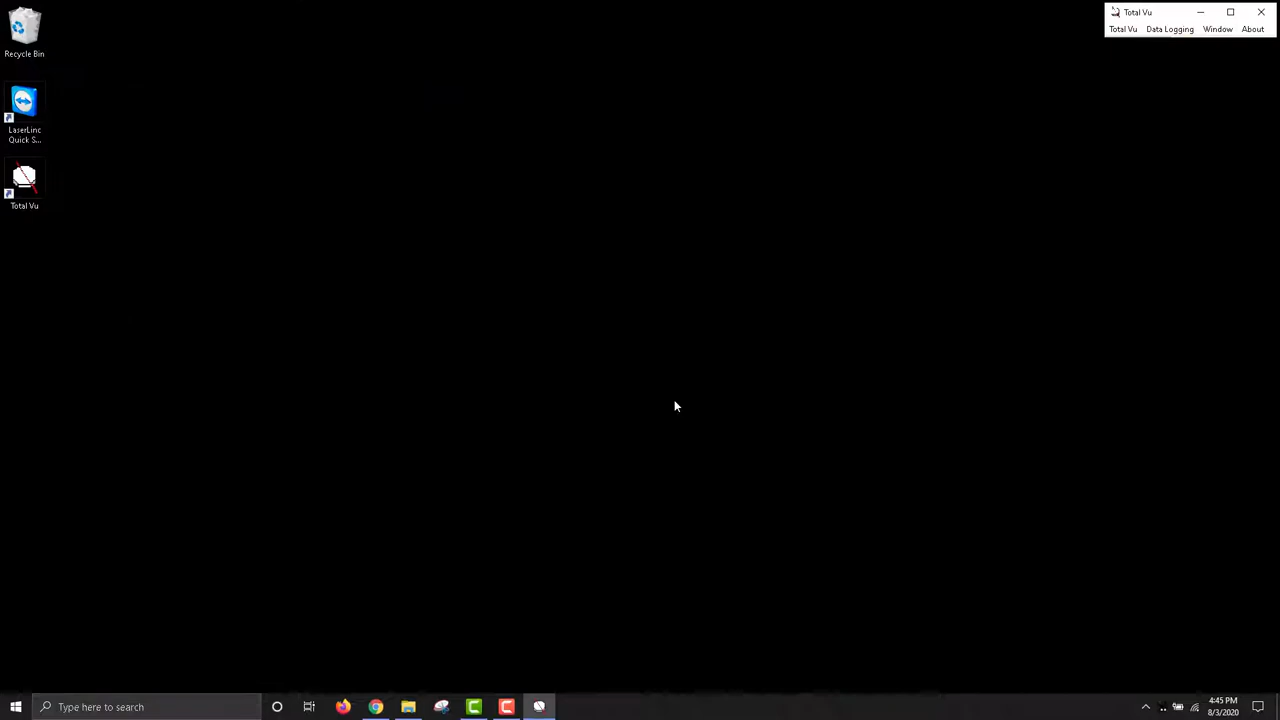 Recycle Bin
LaserLinc
Quick S...
Total Vu
Total Vu
Total Vu Data Logging Window About
Type here to search
4:45 PM
8/3/2020